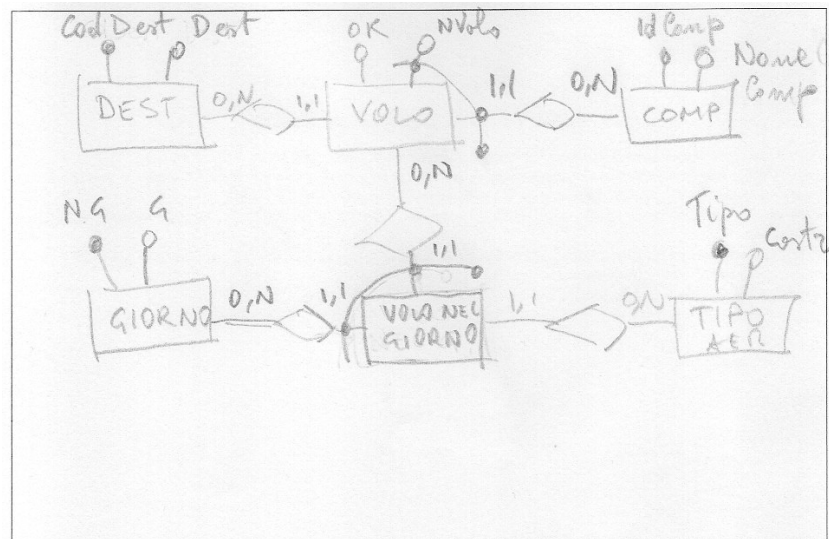 CodDest Dest OK NVolo IdComp Nome Comp
DEST 0,N 1,1 VOLO 1,1 0,N COMP
0,N
NG G 1,1 Tipo
GIORNO 0,N 1,1 VOLO NEL GIORNO 1,1 0,N TIPO AER